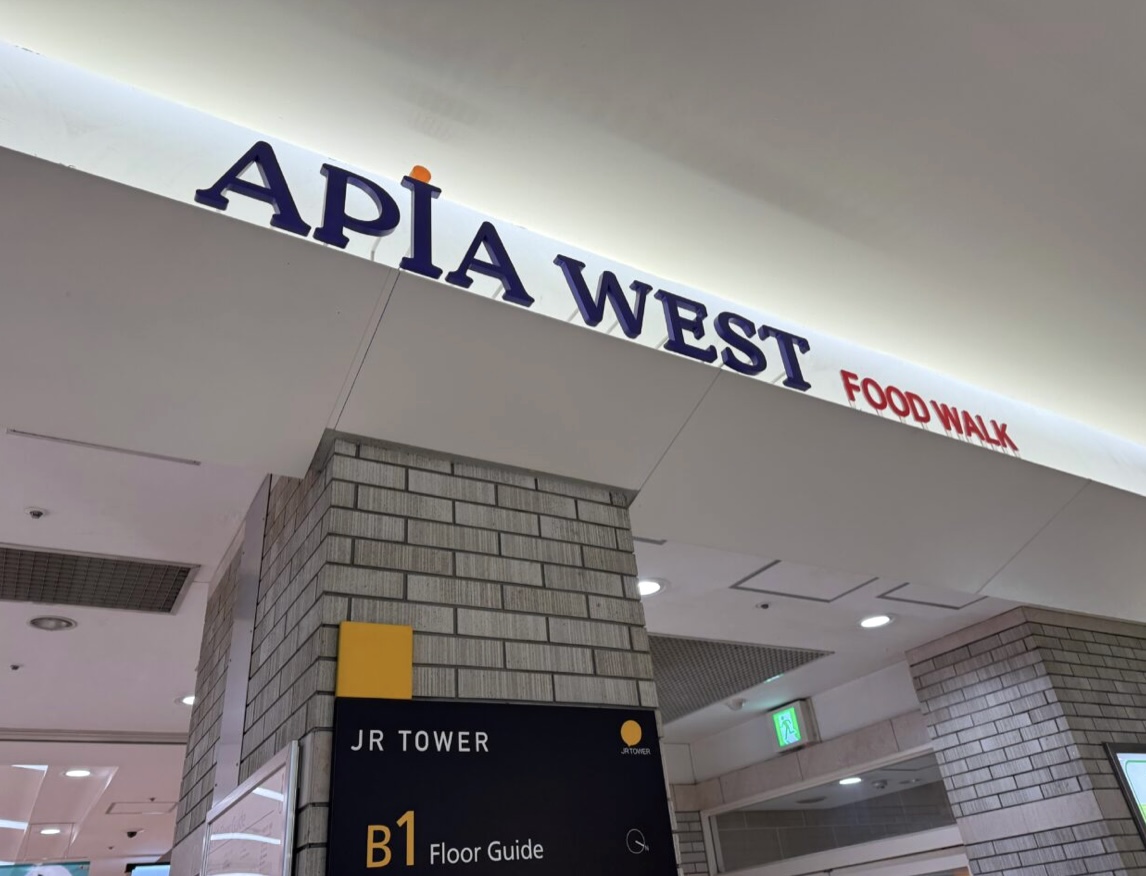 APiA WEST FOOD WALK
JR TOWER
JR TOWER
B1 Floor Guide
N